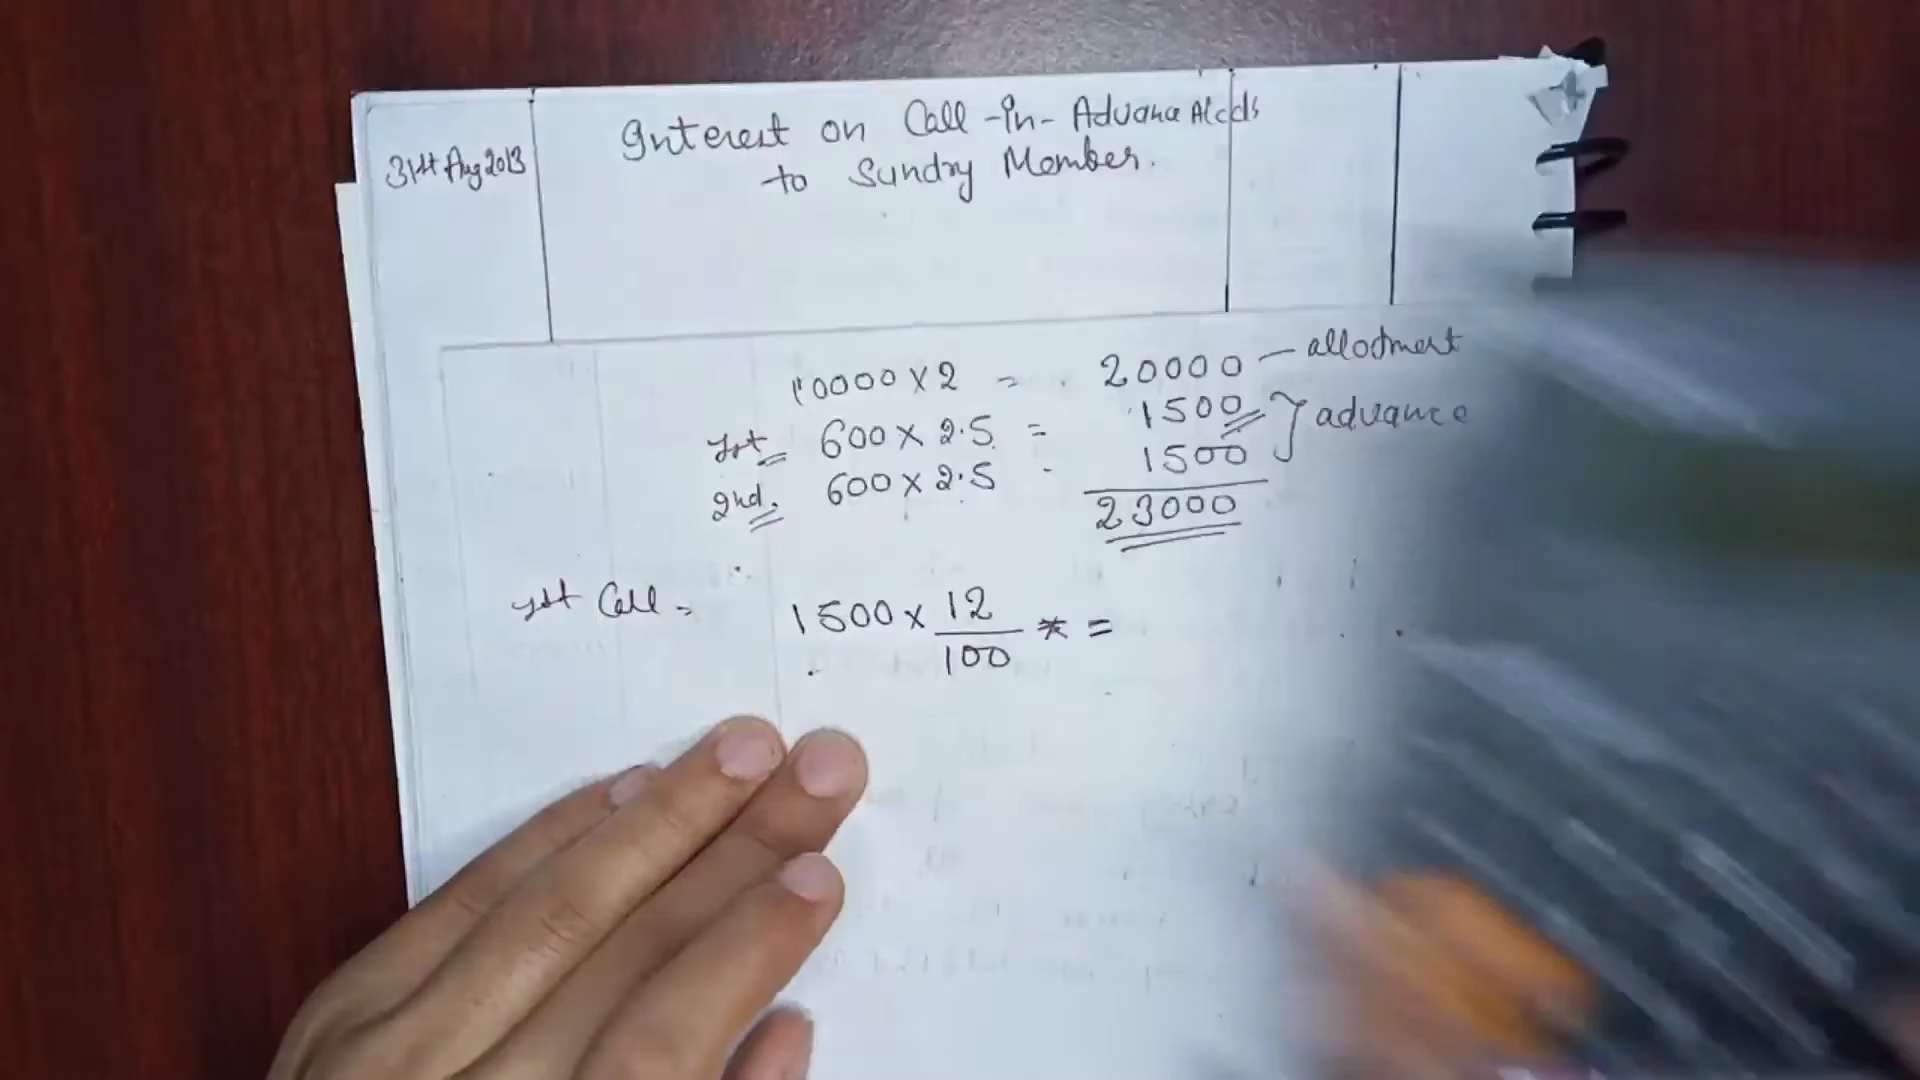 31st Aug 2013
Interest on Call-in-Advance A/c ds
to Sundry Member.
10000 x 2 = 20000 - allotment
1st 600 x 2.5 = 1500 } advance
2nd. 600 x 2.5 = 1500
23000
1st Call = 1500 x 12/100 * =